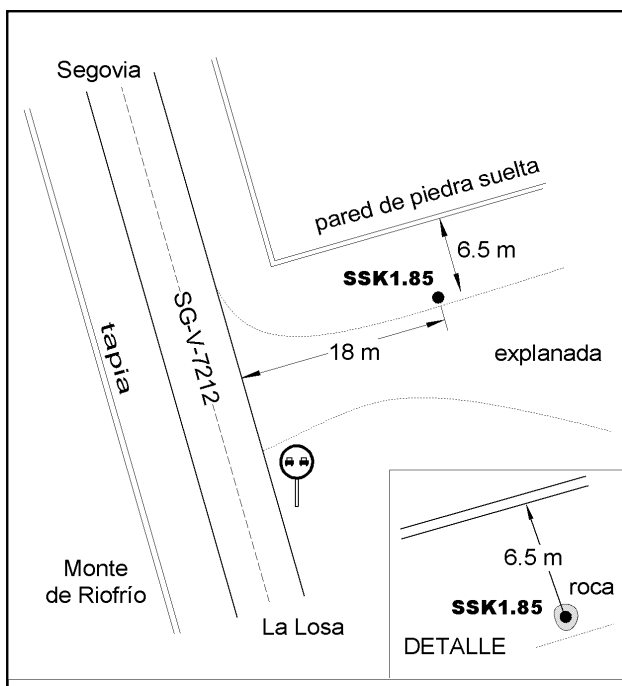 Segovia
pared de piedra suelta
6.5 m
SSK1.85
SG-V-7212
18 m
explanada
tapia
Monte
de Riofrío
La Losa
6.5 m
roca
SSK1.85
DETALLE